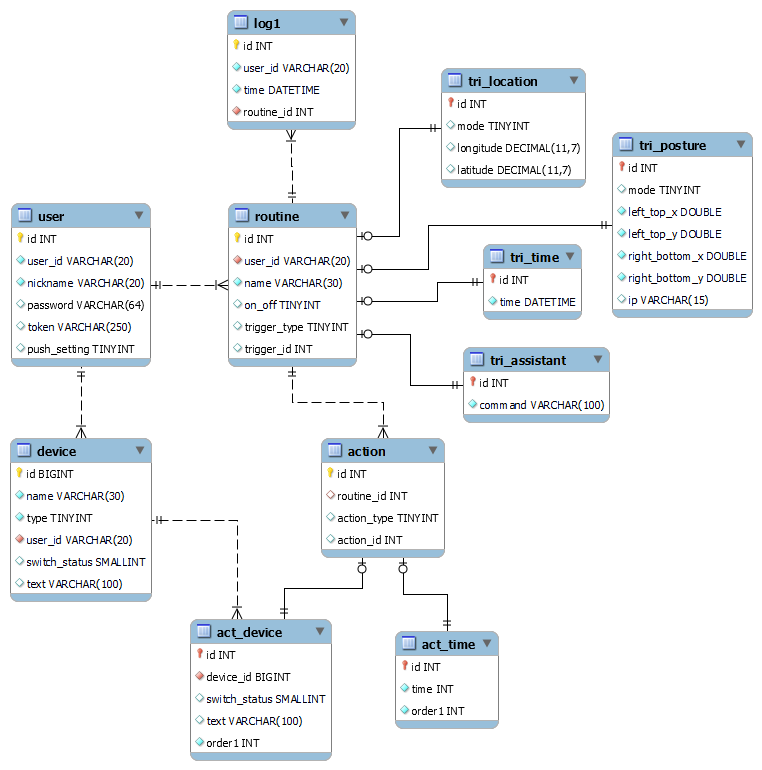 log1
id INT
user_id VARCHAR(20)
time DATETIME
routine_id INT
tri_location
id INT
mode TINYINT
longitude DECIMAL(11,7)
latitude DECIMAL(11,7)
tri_posture
id INT
mode TINYINT
left_top_x DOUBLE
left_top_y DOUBLE
right_bottom_x DOUBLE
right_bottom_y DOUBLE
ip VARCHAR(15)
user
id INT
user_id VARCHAR(20)
nickname VARCHAR(20)
password VARCHAR(64)
token VARCHAR(250)
push_setting TINYINT
routine
id INT
user_id VARCHAR(20)
name VARCHAR(30)
on_off TINYINT
trigger_type TINYINT
trigger_id INT
tri_time
id INT
time DATETIME
tri_assistant
id INT
command VARCHAR(100)
device
id BIGINT
name VARCHAR(30)
type TINYINT
user_id VARCHAR(20)
switch_status SMALLINT
text VARCHAR(100)
action
id INT
routine_id INT
action_type TINYINT
action_id INT
act_device
id INT
device_id BIGINT
switch_status SMALLINT
text VARCHAR(100)
order1 INT
act_time
id INT
time INT
order1 INT